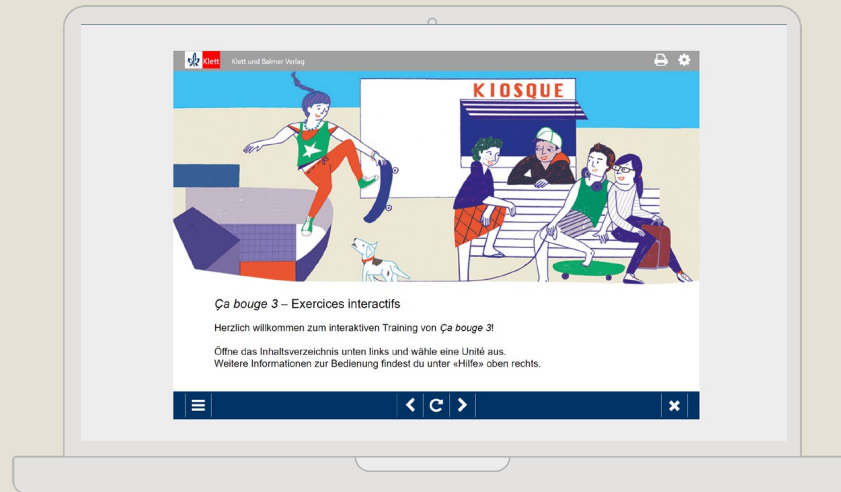 Klett Klett und Balmer Verlag
KIOSQUE
Ça bouge 3 – Exercices interactifs
Herzlich willkommen zum interaktiven Training von Ça bouge 3!
Öffne das Inhaltsverzeichnis unten links und wähle eine Unité aus.
Weitere Informationen zur Bedienung findest du unter «Hilfe» oben rechts.